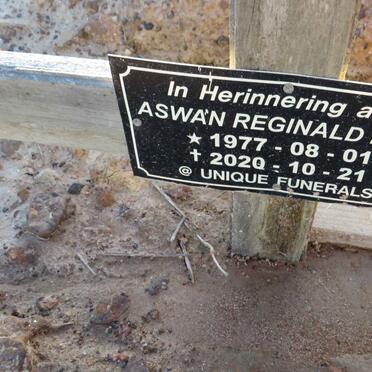 In Herinnering a
ASWAN REGINALD
★ 1977 - 08 - 01
✝ 2020 - 10 - 21
@ UNIQUE FUNERALS